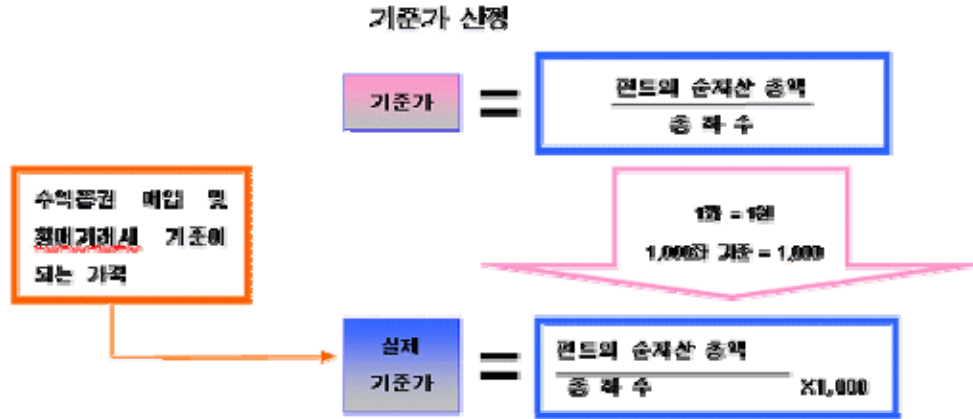 기준가 산정
기준가
=
펀드의 순자산 총액
총 좌 수
수익증권 매입 및
환매거래시 기준이
되는 가격
1좌 = 1원
1,000좌 기준 = 1,000
실제
기준가
=
펀드의 순자산 총액
총 좌 수 X1,000